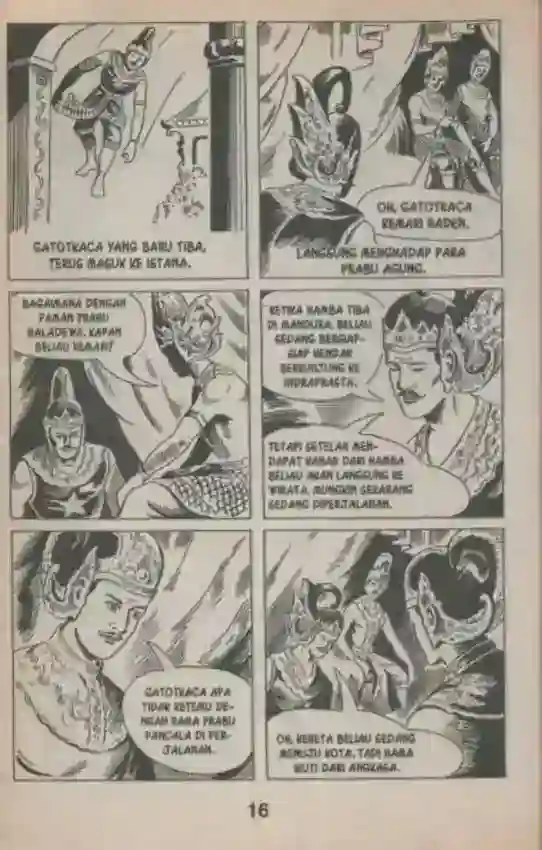 GATOTKACA YANG BARU TIBA,
TERUS MASUK KE ISTANA.
OH, GATOTKACA
KEMARI RADEN.
LANGSUNG MENGHADAP PARA
PRABU AGUNG.
BAGAIMANA DENGAN
PAMAN PRABU
BALADEWA. KAPAN
BELIAU KEMARI?
KETIKA HAMBA TIBA
DI MANDURA, BELIAU
SEDANG BERSIAP-
SIAP HENDAK
BERKUNJUNG KE
INDRAPRASTA.
TETAPI SETELAH MEN-
DAPAT KABAR DARI HAMBA
BELIAU AKAN LANGSUNG KE
WIRATA, MUNGKIN SEKARANG
SEDANG DIPERJALANAN.
GATOTKACA APA
TIDAK KETEMU DE-
NGAN RAMA PRABU
PANCALA DI PER-
JALANAN.
OH, KERETA BELIAU SEDANG
MENUJU KOTA, TADI HAMBA
IKUTI DARI ANGKASA.
16